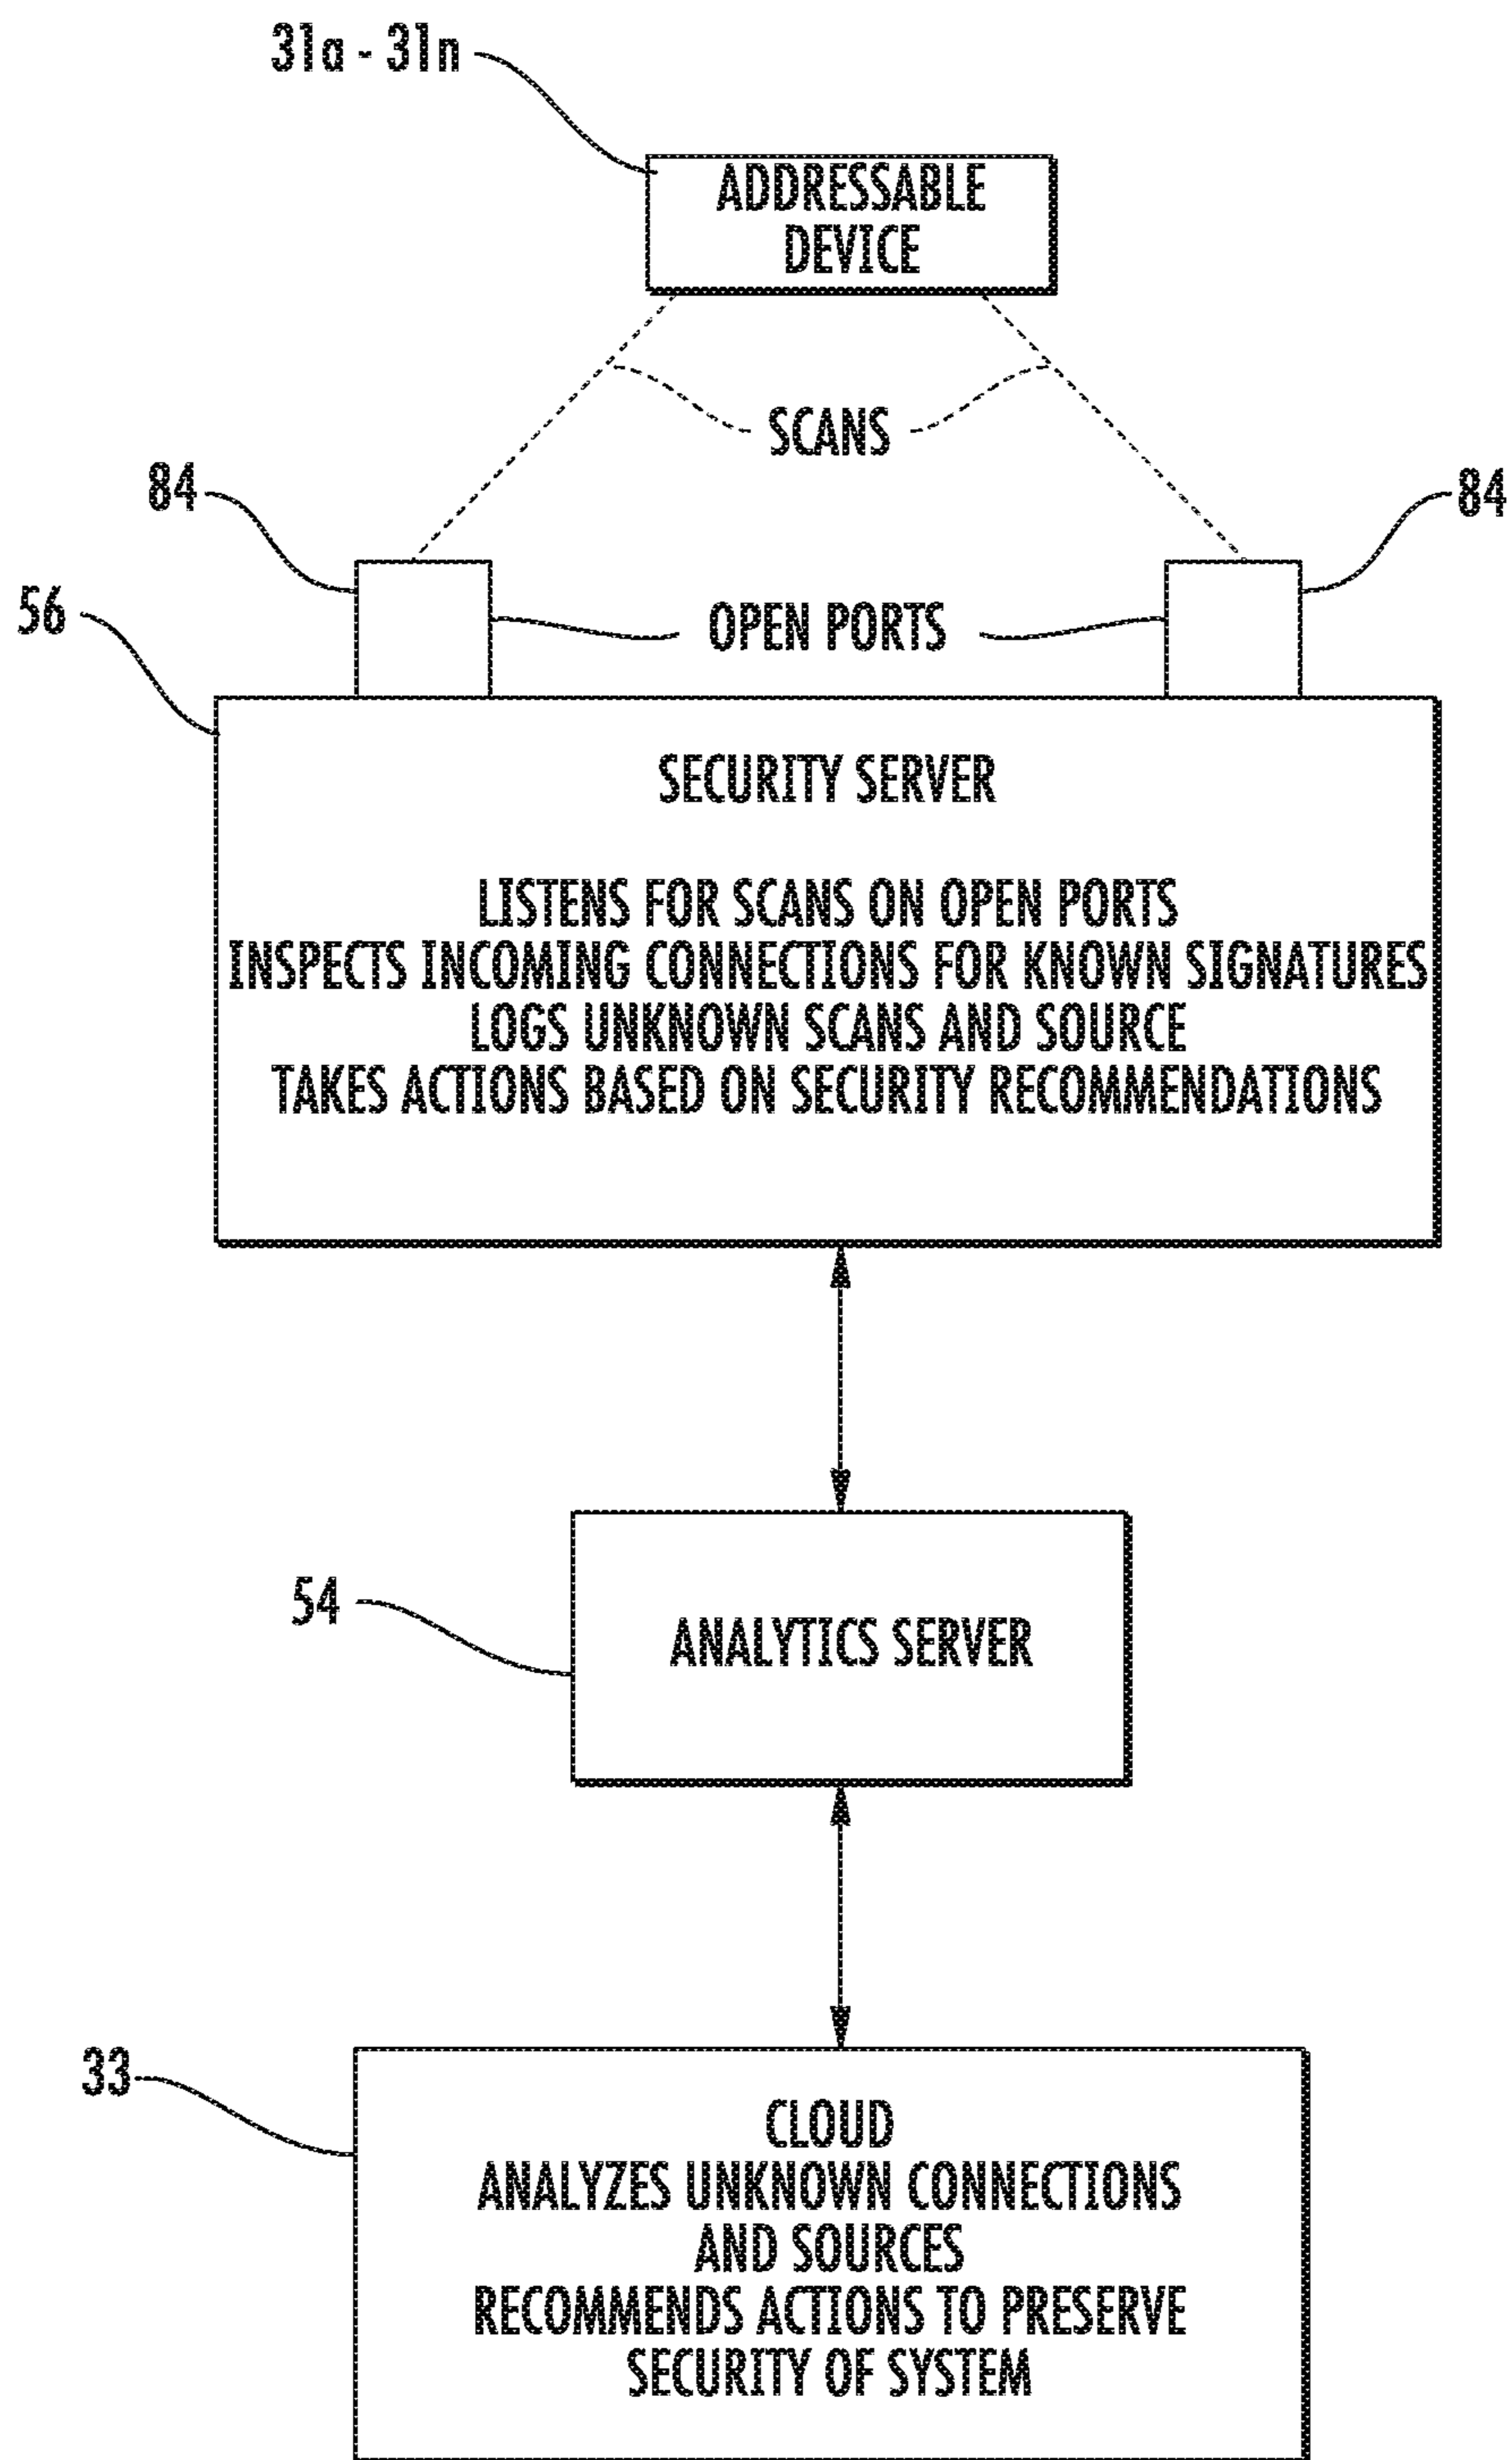 31a - 31n
ADDRESSABLE
DEVICE
SCANS
84
84
56
OPEN PORTS
SECURITY SERVER
LISTENS FOR SCANS ON OPEN PORTS
INSPECTS INCOMING CONNECTIONS FOR KNOWN SIGNATURES
LOGS UNKNOWN SCANS AND SOURCE
TAKES ACTIONS BASED ON SECURITY RECOMMENDATIONS
54
ANALYTICS SERVER
33
CLOUD
ANALYZES UNKNOWN CONNECTIONS
AND SOURCES
RECOMMENDS ACTIONS TO PRESERVE
SECURITY OF SYSTEM